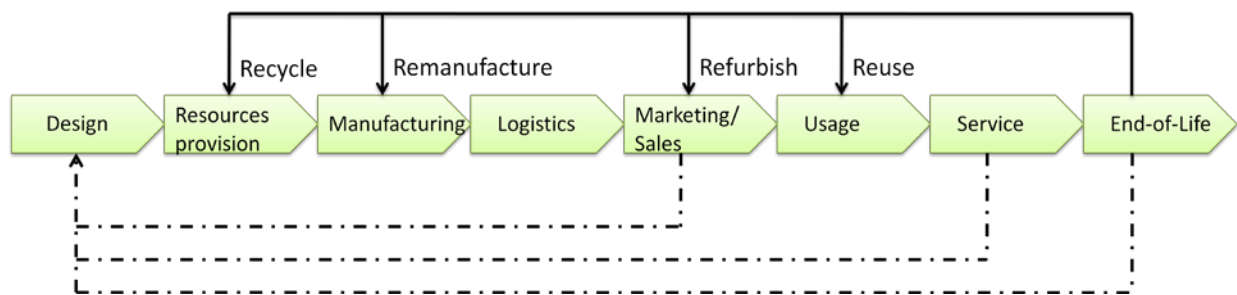 Recycle
Remanufacture
Refurbish
Reuse
Design
Resources
provision
Manufacturing
Logistics
Marketing/
Sales
Usage
Service
End-of-Life